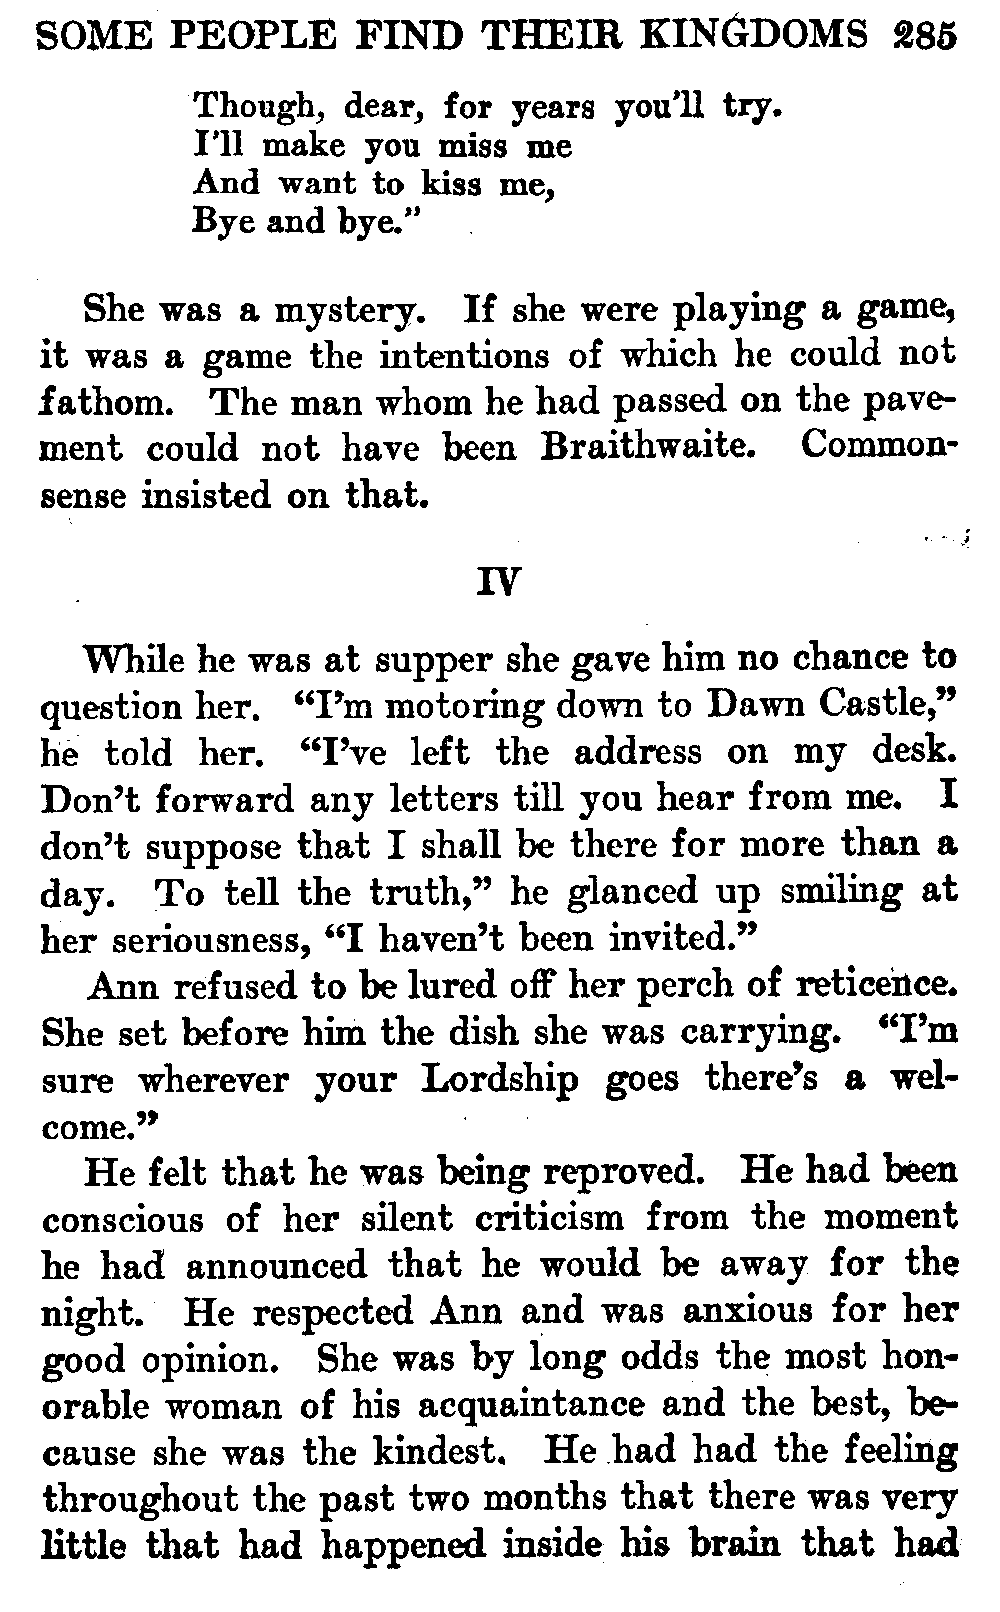 SOME PEOPLE FIND THEIR KINGDOMS 285
Though, dear, for years you'll try.
I'll make you miss me
And want to kiss me,
Bye and bye."
She was a mystery. If she were playing a game,
it was a game the intentions of which he could not
fathom. The man whom he had passed on the pave-
ment could not have been Braithwaite. Common-
sense insisted on that.
IV
While he was at supper she gave him no chance to
question her. “I’m motoring down to Dawn Castle,”
he told her. “I’ve left the address on my desk.
Don’t forward any letters till you hear from me. I
don’t suppose that I shall be there for more than a
day. To tell the truth,” he glanced up smiling at
her seriousness, “I haven’t been invited.”
Ann refused to be lured off her perch of reticence.
She set before him the dish she was carrying. “I’m
sure wherever your Lordship goes there’s a wel-
come.”
He felt that he was being reproved. He had been
conscious of her silent criticism from the moment
he had announced that he would be away for the
night. He respected Ann and was anxious for her
good opinion. She was by long odds the most hon-
orable woman of his acquaintance and the best, be-
cause she was the kindest. He had had the feeling
throughout the past two months that there was very
little that had happened inside his brain that had